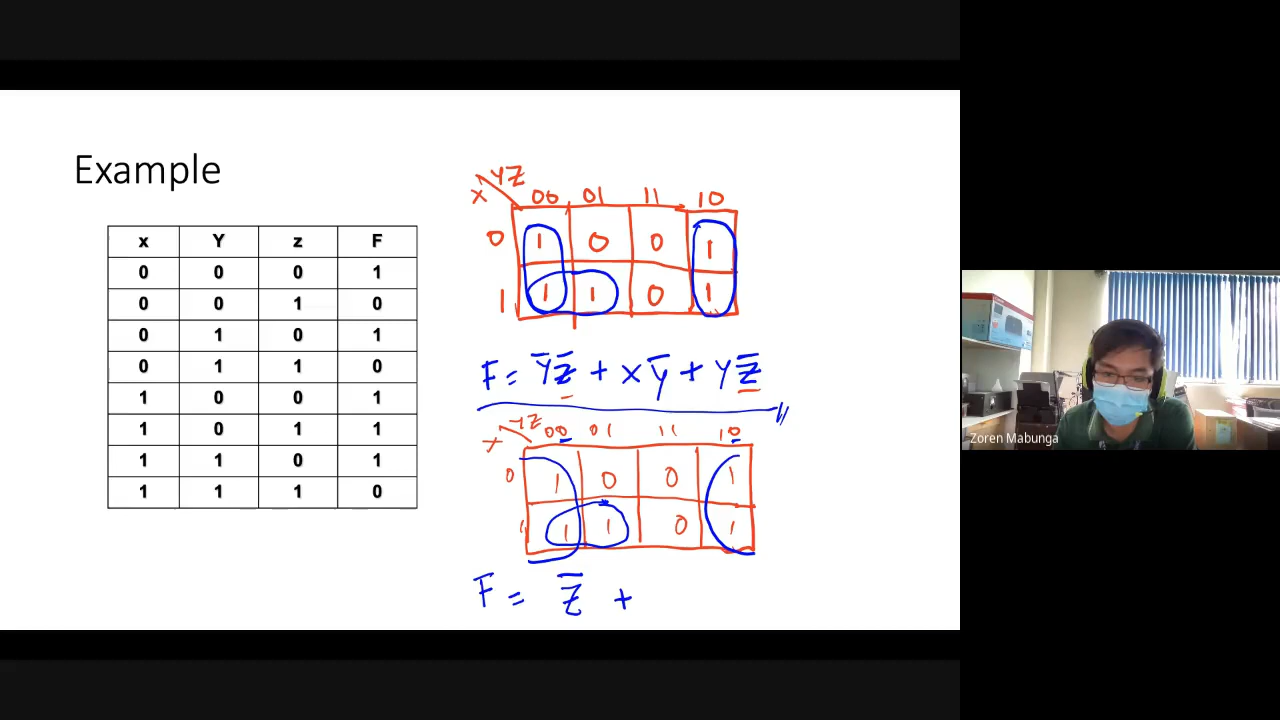 Example
x Y z F
0 0 0 1
0 0 1 0
0 1 0 1
0 1 1 0
1 0 0 1
1 0 1 1
1 1 0 1
1 1 1 0
X YZ
00 01 11 10
0 1 0 0 1
1 1 1 0 1
F = Y̅Z̅ + XY̅ + YZ̅
X YZ
00 01 11 10
0 1 0 0 1
1 1 1 0 1
F = Z̅ +
Zoren Mabunga